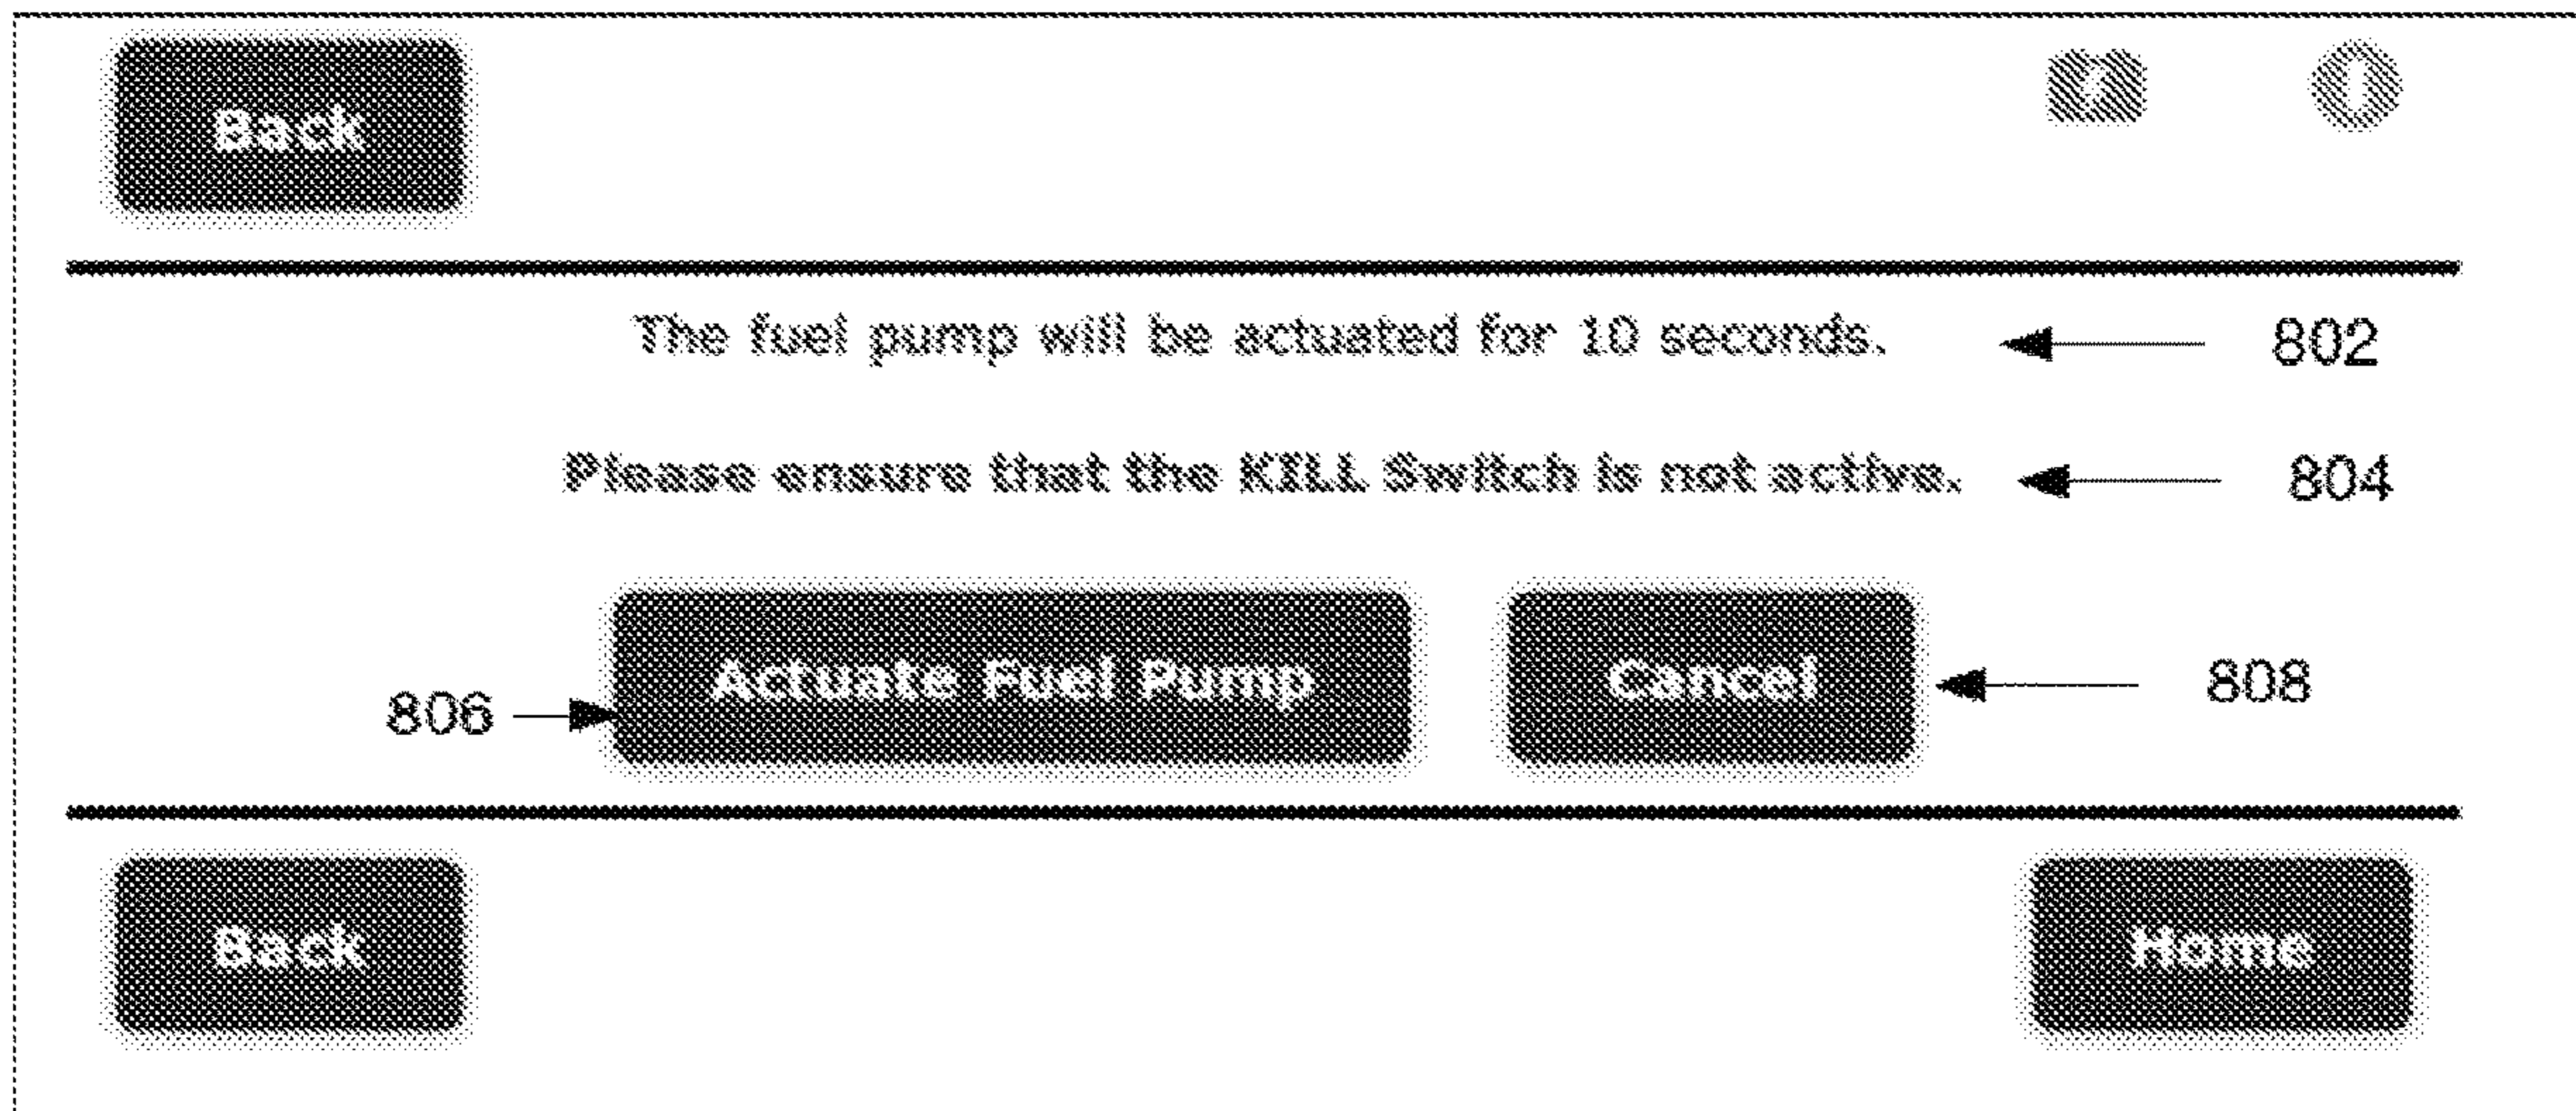 Back
The fuel pump will be actuated for 10 seconds. 802
Please ensure that the KILL Switch is not active. 804
806 Actuate Fuel Pump Cancel 808
Back Home